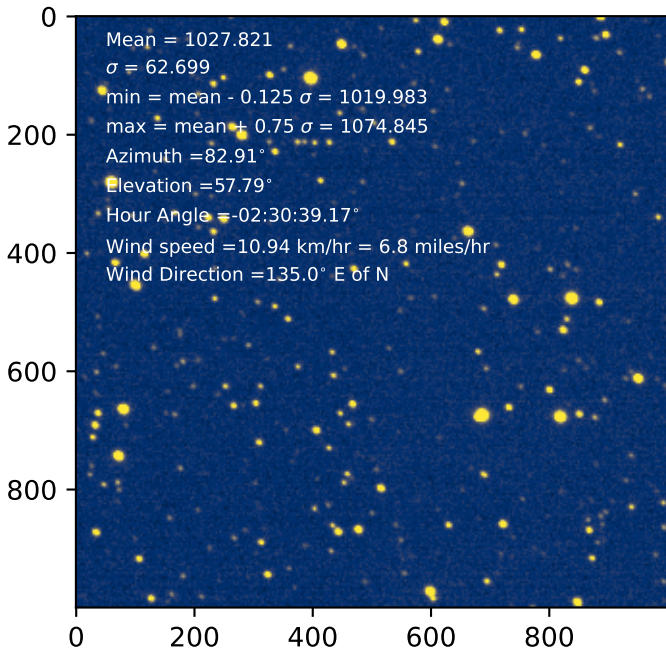 Mean = 1027.821
σ = 62.699
min = mean - 0.125 σ = 1019.983
max = mean + 0.75 σ = 1074.845
Azimuth =82.91°
Elevation =57.79°
Hour Angle =-02:30:39.17°
Wind speed =10.94 km/hr = 6.8 miles/hr
Wind Direction =135.0° E of N
0
200
400
600
800
0 200 400 600 800